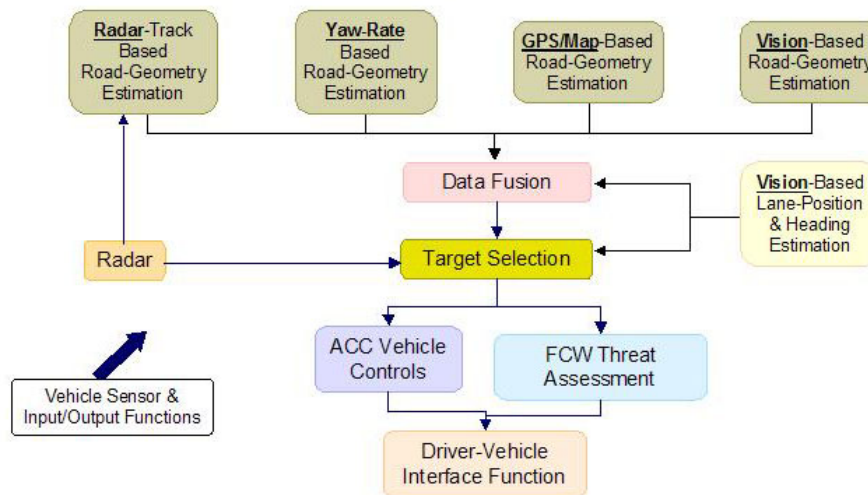 Radar-Track
Based
Road-Geometry
Estimation
Yaw-Rate
Based
Road-Geometry
Estimation
GPS/Map-Based
Road-Geometry
Estimation
Vision-Based
Road-Geometry
Estimation
Data Fusion
Vision-Based
Lane-Position
& Heading
Estimation
Radar
Target Selection
ACC Vehicle
Controls
FCW Threat
Assessment
Vehicle Sensor &
Input/Output Functions
Driver-Vehicle
Interface Function